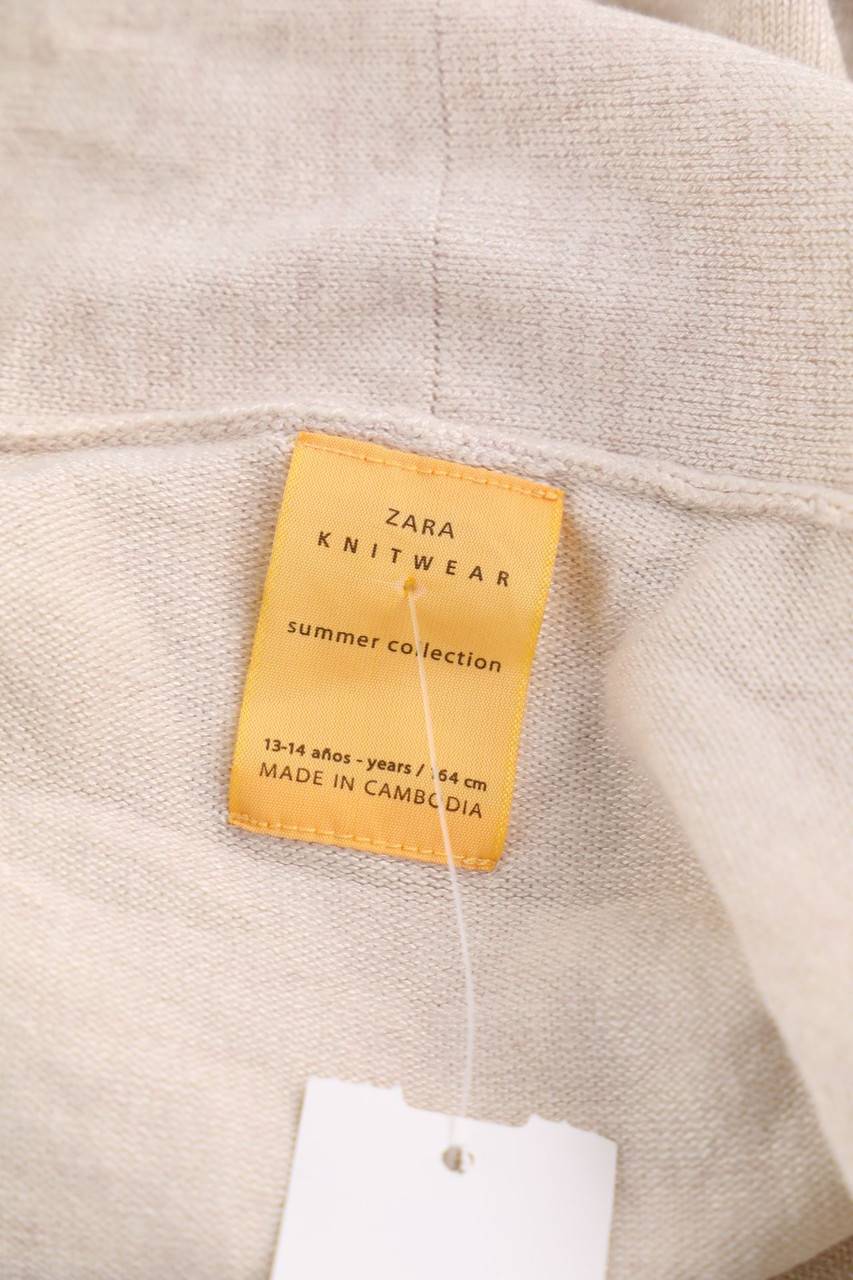 ZARA
KNITWEAR
summer collection
13-14 años - years / 164 cm
MADE IN CAMBODIA